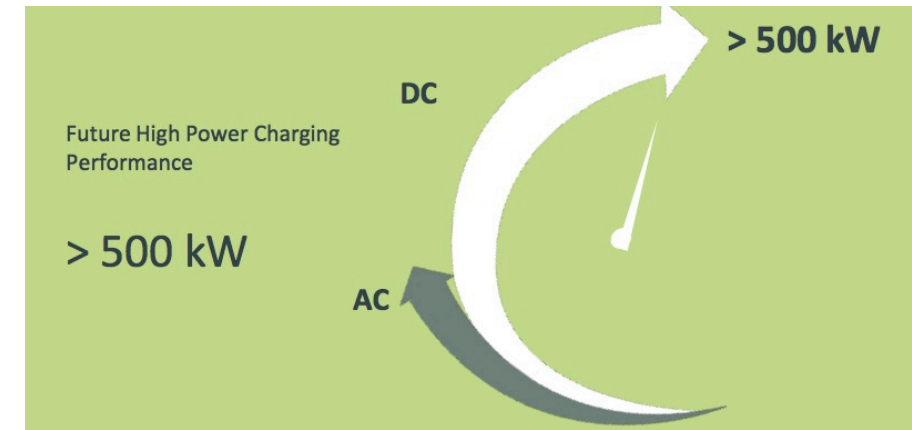 > 500 kW
DC
Future High Power Charging
Performance
> 500 kW
AC